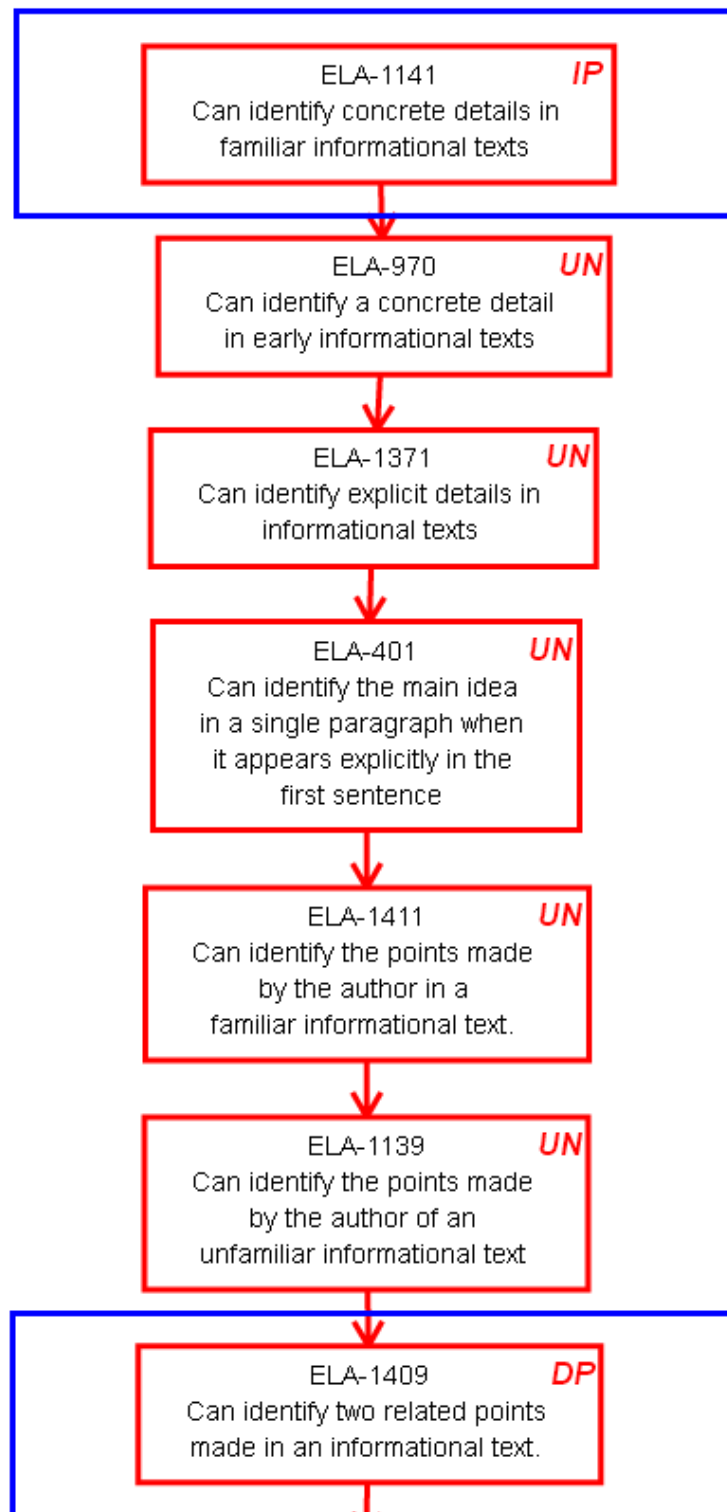 ELA-1141 IP
Can identify concrete details in
familiar informational texts
ELA-970 UN
Can identify a concrete detail
in early informational texts
ELA-1371 UN
Can identify explicit details in
informational texts
ELA-401 UN
Can identify the main idea
in a single paragraph when
it appears explicitly in the
first sentence
ELA-1411 UN
Can identify the points made
by the author in a
familiar informational text.
ELA-1139 UN
Can identify the points made
by the author of an
unfamiliar informational text
ELA-1409 DP
Can identify two related points
made in an informational text.